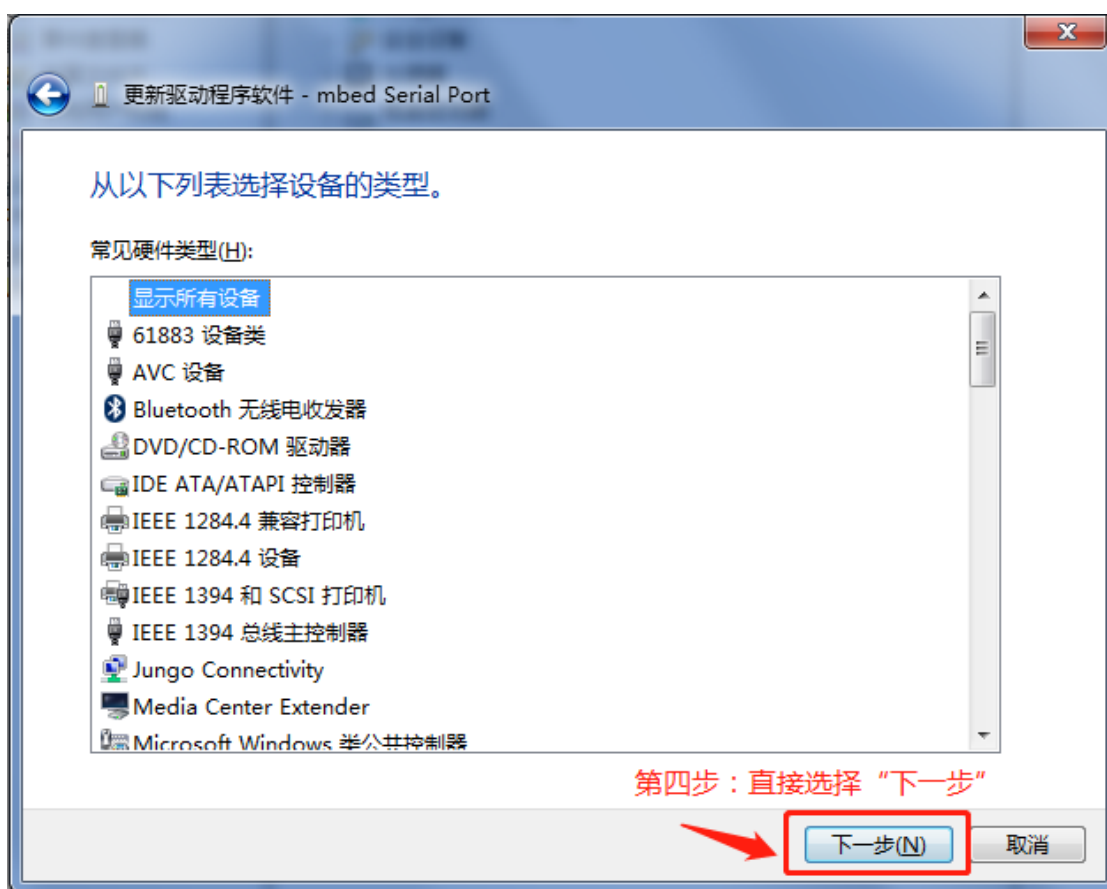 更新驱动程序软件 - mbed Serial Port
从以下列表选择设备的类型。
常见硬件类型(H):
显示所有设备
61883 设备类
AVC 设备
Bluetooth 无线电收发器
DVD/CD-ROM 驱动器
IDE ATA/ATAPI 控制器
IEEE 1284.4 兼容打印机
IEEE 1284.4 设备
IEEE 1394 和 SCSI 打印机
IEEE 1394 总线主控制器
Jungo Connectivity
Media Center Extender
Microsoft Windows 类公共控制器
第四步：直接选择“下一步”
下一步(N) 取消